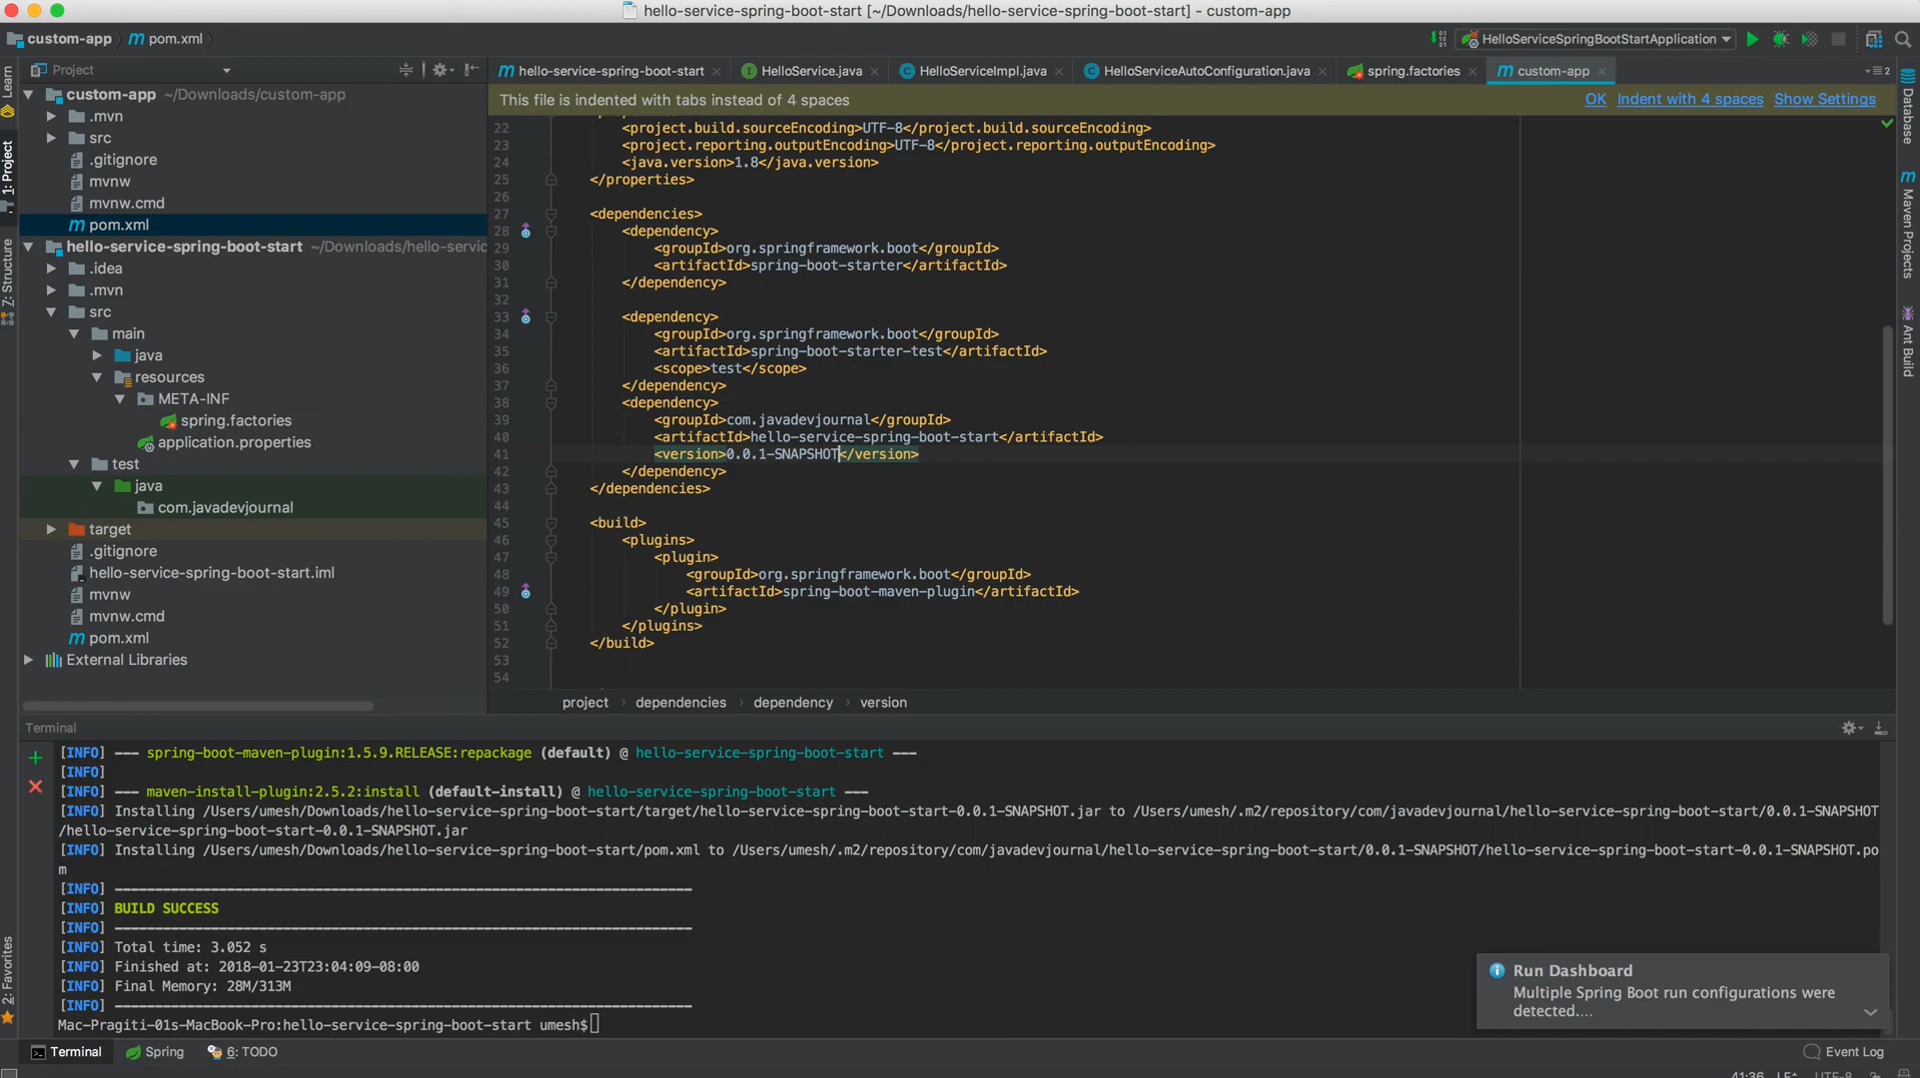 hello-service-spring-boot-start [~/Downloads/hello-service-spring-boot-start] - custom-app
custom-app
pom.xml
HelloServiceSpringBootStartApplication
Project
hello-service-spring-boot-start
HelloService.java
HelloServiceImpl.java
HelloServiceAutoConfiguration.java
spring.factories
custom-app
2
This file is indented with tabs instead of 4 spaces
OK
Indent with 4 spaces
Show Settings
Learn
1: Project
7: Structure
2: Favorites
custom-app ~/Downloads/custom-app
.mvn
src
.gitignore
mvnw
mvnw.cmd
pom.xml
hello-service-spring-boot-start ~/Downloads/hello-servic
.idea
.mvn
src
main
java
resources
META-INF
spring.factories
application.properties
test
java
com.javadevjournal
target
.gitignore
hello-service-spring-boot-start.iml
mvnw
mvnw.cmd
pom.xml
External Libraries
22 <project.build.sourceEncoding>UTF-8</project.build.sourceEncoding>
23 <project.reporting.outputEncoding>UTF-8</project.reporting.outputEncoding>
24 <java.version>1.8</java.version>
25 </properties>
26
27 <dependencies>
28 <dependency>
29 <groupId>org.springframework.boot</groupId>
30 <artifactId>spring-boot-starter</artifactId>
31 </dependency>
32
33 <dependency>
34 <groupId>org.springframework.boot</groupId>
35 <artifactId>spring-boot-starter-test</artifactId>
36 <scope>test</scope>
37 </dependency>
38 <dependency>
39 <groupId>com.javadevjournal</groupId>
40 <artifactId>hello-service-spring-boot-start</artifactId>
41 <version>0.0.1-SNAPSHOT</version>
42 </dependency>
43 </dependencies>
44
45 <build>
46 <plugins>
47 <plugin>
48 <groupId>org.springframework.boot</groupId>
49 <artifactId>spring-boot-maven-plugin</artifactId>
50 </plugin>
51 </plugins>
52 </build>
53
54
project › dependencies › dependency › version
Database
Maven Projects
Ant Build
Terminal
[INFO] --- spring-boot-maven-plugin:1.5.9.RELEASE:repackage (default) @ hello-service-spring-boot-start ---
[INFO]
[INFO] --- maven-install-plugin:2.5.2:install (default-install) @ hello-service-spring-boot-start ---
[INFO] Installing /Users/umesh/Downloads/hello-service-spring-boot-start/target/hello-service-spring-boot-start-0.0.1-SNAPSHOT.jar to /Users/umesh/.m2/repository/com/javadevjournal/hello-service-spring-boot-start/0.0.1-SNAPSHOT
/hello-service-spring-boot-start-0.0.1-SNAPSHOT.jar
[INFO] Installing /Users/umesh/Downloads/hello-service-spring-boot-start/pom.xml to /Users/umesh/.m2/repository/com/javadevjournal/hello-service-spring-boot-start/0.0.1-SNAPSHOT/hello-service-spring-boot-start-0.0.1-SNAPSHOT.po
m
[INFO] ------------------------------------------------------------------------
[INFO] BUILD SUCCESS
[INFO] ------------------------------------------------------------------------
[INFO] Total time: 3.052 s
[INFO] Finished at: 2018-01-23T23:04:09-08:00
[INFO] Final Memory: 28M/313M
[INFO] ------------------------------------------------------------------------
Mac-Pragiti-01s-MacBook-Pro:hello-service-spring-boot-start umesh$
Run Dashboard
Multiple Spring Boot run configurations were
detected....
Terminal
Spring
6: TODO
Event Log
41:36
UTF-8